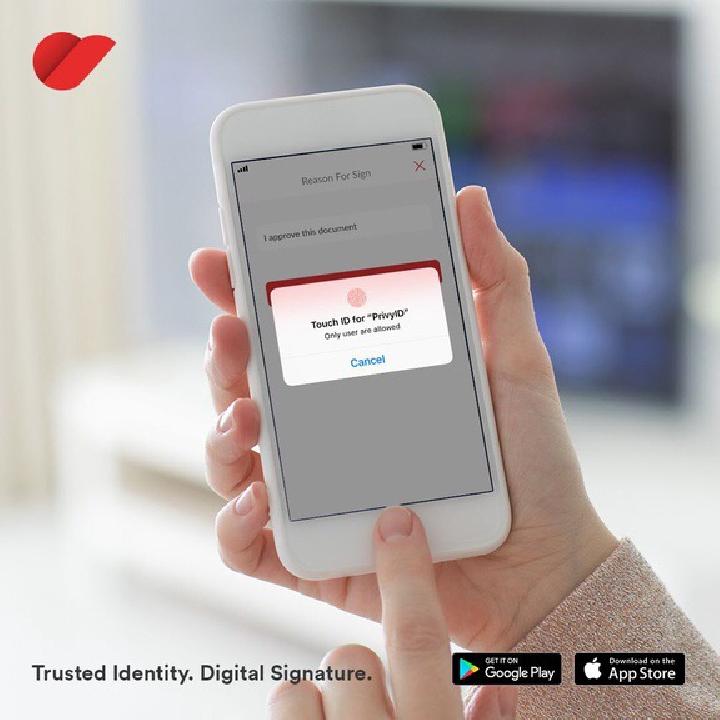 Reason For Sign
I approve this document
Touch ID for "PrivyID"
Only user are allowed
Cancel
Trusted Identity. Digital Signature.
GET IT ON
Google Play
Download on the
App Store